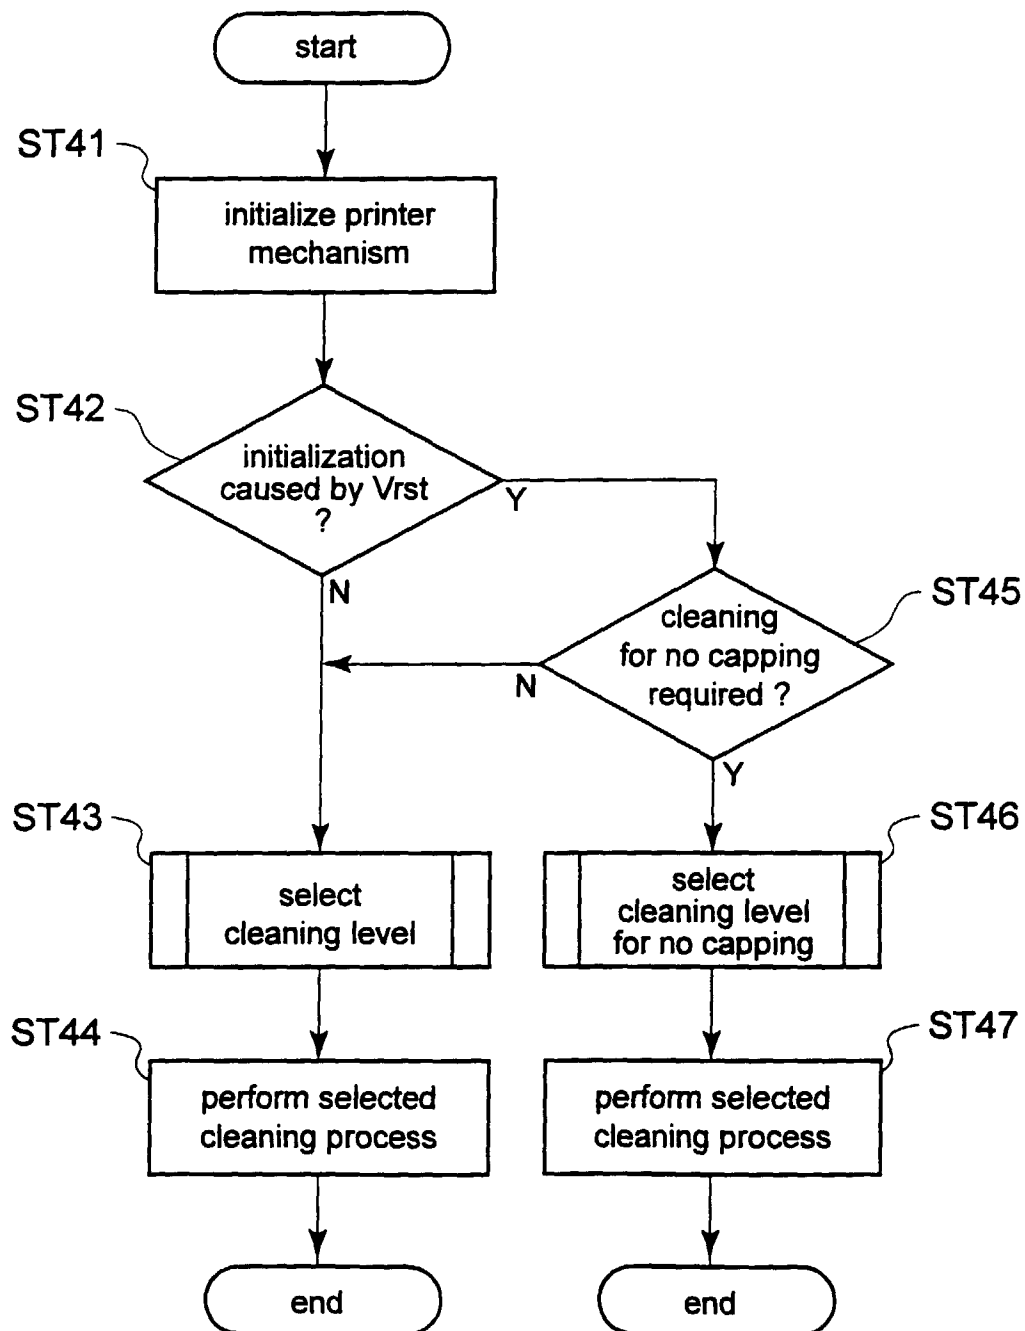 start
ST41
initialize printer
mechanism
ST42
initialization
caused by Vrst
?
Y
N
ST45
cleaning
for no capping
required ?
N
Y
ST43
select
cleaning level
ST46
select
cleaning level
for no capping
ST44
perform selected
cleaning process
ST47
perform selected
cleaning process
end
end